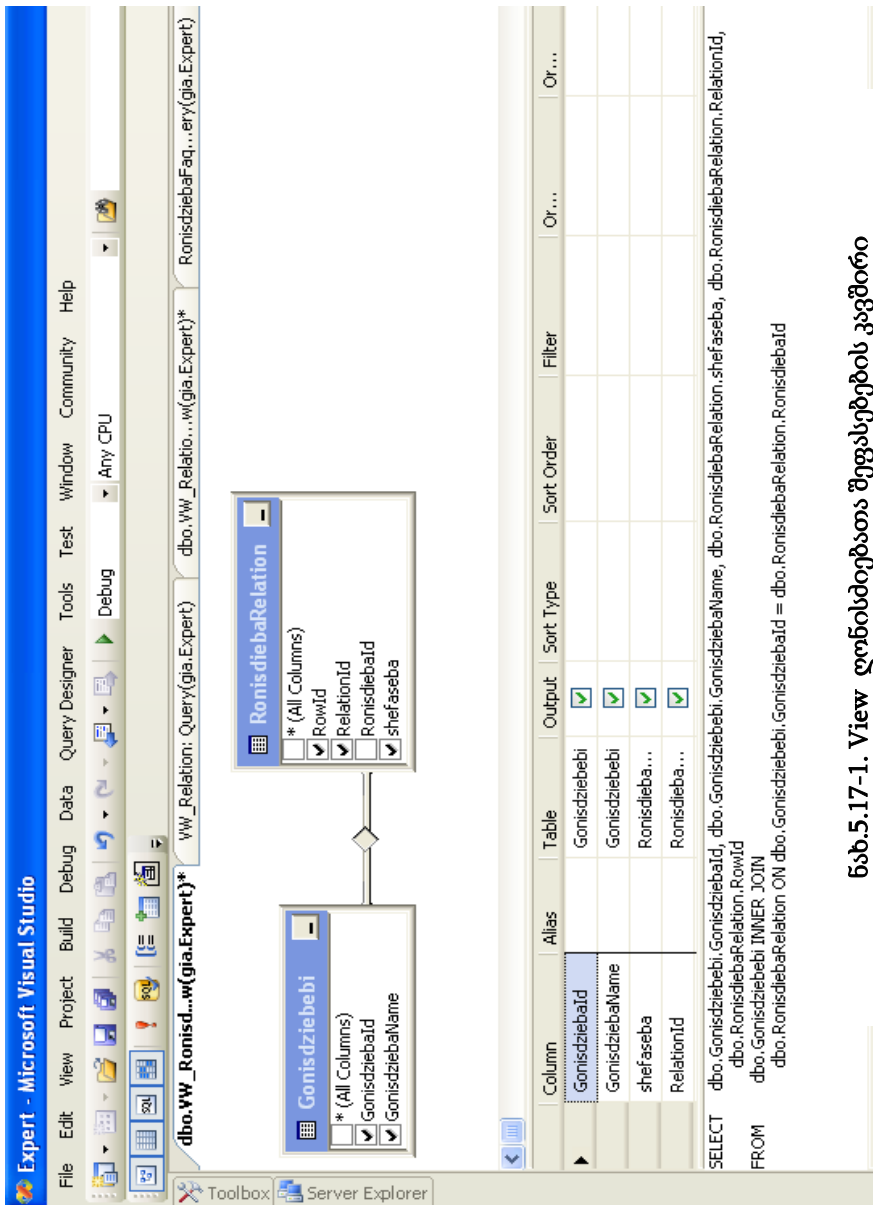 Expert - Microsoft Visual Studio
File Edit View Project Build Debug Data Query Designer Tools Test Window Community Help
Debug Any CPU
SQL SQL
dbo.VW_Ronisd...w(gia.Expert)* VW_Relation: Query(gia.Expert) dbo.VW_Relatio...w(gia.Expert)* RonisdziebaFaq...ery(gia.Expert)
Toolbox
Server Explorer
Gonisdziebebi
* (All Columns)
GonisdziebaId
GonisdziebaName
RonisdiebaRelation
* (All Columns)
RowId
RelationId
RonisdiebaId
shefaseba
Column Alias Table Output Sort Type Sort Order Filter Or... Or...
GonisdziebaId Gonisdziebebi
GonisdziebaName Gonisdziebebi
shefaseba Ronisdieba...
RelationId Ronisdieba...
SELECT dbo.Gonisdziebebi.GonisdziebaId, dbo.Gonisdziebebi.GonisdziebaName, dbo.RonisdiebaRelation.shefaseba, dbo.RonisdiebaRelation.RelationId,
dbo.RonisdiebaRelation.RowId
FROM dbo.Gonisdziebebi INNER JOIN
dbo.RonisdiebaRelation ON dbo.Gonisdziebebi.GonisdziebaId = dbo.RonisdiebaRelation.RonisdiebaId
ნახ.5.17-1. View ღონისძიებათა შეფასებების კავშირი